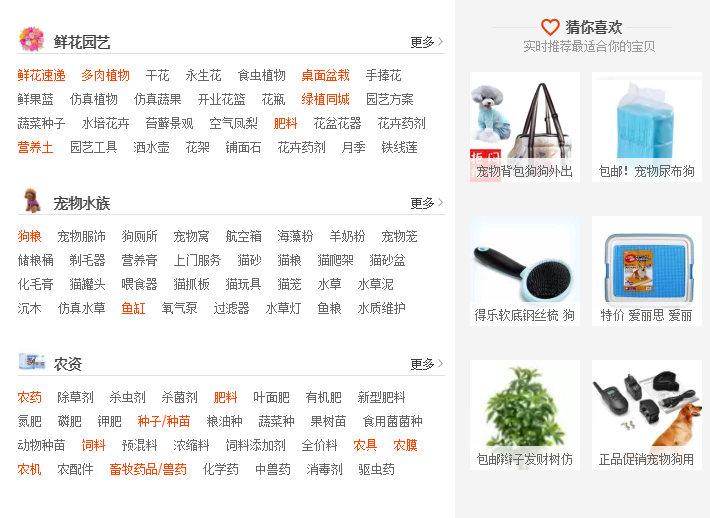 鲜花园艺 更多
鲜花速递 多肉植物 干花 永生花 食虫植物 桌面盆栽 手捧花
鲜果蓝 仿真植物 仿真蔬果 开业花篮 花瓶 绿植同城 园艺方案
蔬菜种子 水培花卉 苔藓景观 空气凤梨 肥料 花盆花器 花卉药剂
营养土 园艺工具 洒水壶 花架 铺面石 花卉药剂 月季 铁线莲
宠物水族 更多
狗粮 宠物服饰 狗厕所 宠物窝 航空箱 海藻粉 羊奶粉 宠物笼
储粮桶 剃毛器 营养膏 上门服务 猫砂 猫粮 猫爬架 猫砂盆
化毛膏 猫罐头 喂食器 猫抓板 猫玩具 猫笼 水草 水草泥
沉木 仿真水草 鱼缸 氧气泵 过滤器 水草灯 鱼粮 水质维护
农资 更多
农药 除草剂 杀虫剂 杀菌剂 肥料 叶面肥 有机肥 新型肥料
氮肥 磷肥 钾肥 种子/种苗 粮油种 蔬菜种 果树苗 食用菌菌种
动物种苗 饲料 预混料 浓缩料 饲料添加剂 全价料 农具 农膜
农机 农配件 畜牧药品/兽药 化学药 中兽药 消毒剂 驱虫药
猜你喜欢
实时推荐最适合你的宝贝
宠物背包狗狗外出 包邮！宠物尿布狗
得乐软底钢丝梳 狗 特价 爱丽思 爱丽
包邮辫子发财树仿 正品促销宠物狗用